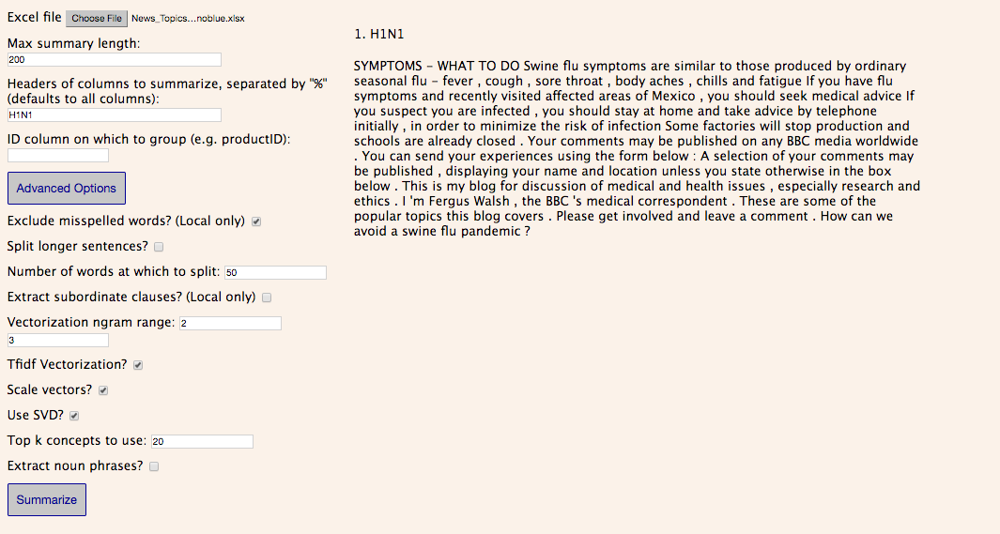 Excel file Choose File News_Topics...noblue.xlsx
Max summary length:
200
Headers of columns to summarize, separated by "%"
(defaults to all columns):
H1N1
ID column on which to group (e.g. productID):
Advanced Options
Exclude misspelled words? (Local only)
Split longer sentences?
Number of words at which to split: 50
Extract subordinate clauses? (Local only)
Vectorization ngram range: 2
3
Tfidf Vectorization?
Scale vectors?
Use SVD?
Top k concepts to use: 20
Extract noun phrases?
Summarize
1. H1N1
SYMPTOMS - WHAT TO DO Swine flu symptoms are similar to those produced by ordinary
seasonal flu - fever , cough , sore throat , body aches , chills and fatigue If you have flu
symptoms and recently visited affected areas of Mexico , you should seek medical advice If
you suspect you are infected , you should stay at home and take advice by telephone
initially , in order to minimize the risk of infection Some factories will stop production and
schools are already closed . Your comments may be published on any BBC media worldwide
. You can send your experiences using the form below : A selection of your comments may
be published , displaying your name and location unless you state otherwise in the box
below . This is my blog for discussion of medical and health issues , especially research and
ethics . I 'm Fergus Walsh , the BBC 's medical correspondent . These are some of the
popular topics this blog covers . Please get involved and leave a comment . How can we
avoid a swine flu pandemic ?